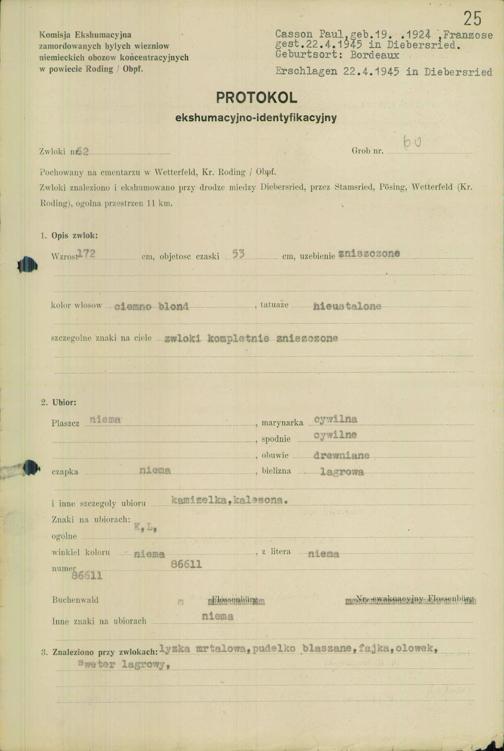 25
Komisja Ekshumacyjna
zamordowanych byłych wiezniow
niemieckich obozow końcentracyjnych
w powiecie Roding / Obpf.
Casson Paul, geb.19. .1924, Franzose
gest.22.4.1945 in Diebersried.
Geburtsort: Bordeaux
Erschlagen 22.4.1945 in Diebersried
PROTOKOL
ekshumacyjno-identyfikacyjny
Zwloki nr 62 Grob nr. 60
Pochowany na ementarzu w Wetterfeld, Kr. Roding / Obpf.
Zwloki znaleziono i ekshumowano przy drodze miedzy Diebersried, przez Stamsried, Pösing, Wetterfeld (Kr.
Roding), ogolna przestrzen 11 km.
1. Opis zwlok:
Wzrost 172 cm, objetosc czaski 53 cm, uzebienie zniszczone
kolor wlosow ciemno blond , tatuaże nieustalone
szczegolne znaki na ciele zwloki kompletnie zniszczone
2. Ubior:
Plaszcz niema , marynarka cywilna
, spodnie cywilne
, obuwie drewniane
czapka niema , bielizna lagrowa
i inne szczegoly ubioru kamizelka,kalesona.
Znaki na ubiorach: K,L,
ogolne
winkiel koloru niema , z litera niema
numer 86611 86611
Buchenwald Flossenbürg Nr. ewakuacyjny Flossenbürg
Inne znaki na ubiorach niema
3. Znaleziono przy zwlokach: lyzka mrtalowa,pudelko blaszane,fajka,olowek,
sweter lagrowy,